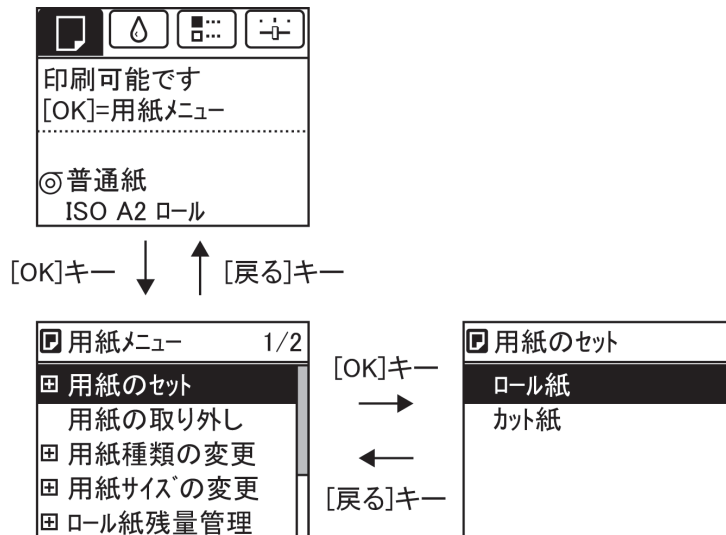 印刷可能です
[OK]=用紙メニュー
普通紙
ISO A2 ロール
[OK]キー
[戻る]キー
用紙メニュー 1/2
用紙のセット
用紙の取り外し
用紙種類の変更
用紙サイズの変更
ロール紙残量管理
[OK]キー
[戻る]キー
用紙のセット
ロール紙
カット紙